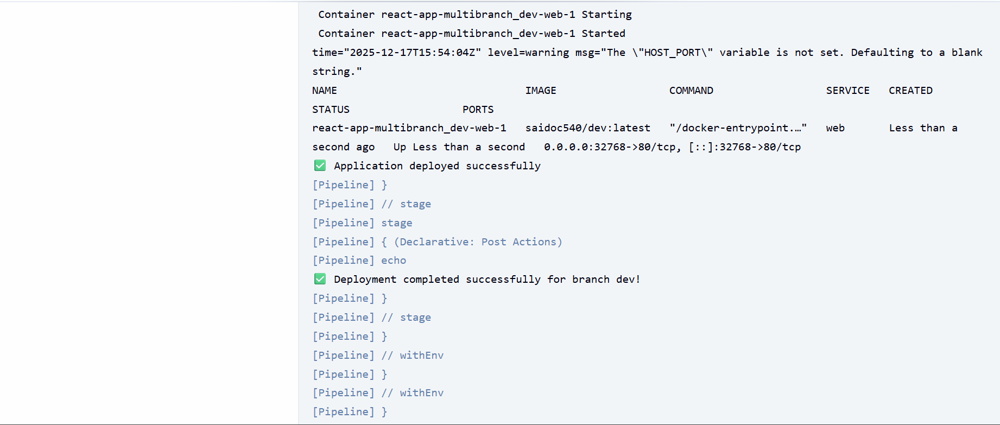 Container react-app-multibranch_dev-web-1 Starting
Container react-app-multibranch_dev-web-1 Started
time="2025-12-17T15:54:04Z" level=warning msg="The \"HOST_PORT\" variable is not set. Defaulting to a blank
string."
NAME IMAGE COMMAND SERVICE CREATED
STATUS PORTS
react-app-multibranch_dev-web-1 saidoc540/dev:latest "/docker-entrypoint.…" web Less than a
second ago Up Less than a second 0.0.0.0:32768->80/tcp, [::]:32768->80/tcp
✅ Application deployed successfully
[Pipeline] }
[Pipeline] // stage
[Pipeline] stage
[Pipeline] { (Declarative: Post Actions)
[Pipeline] echo
✅ Deployment completed successfully for branch dev!
[Pipeline] }
[Pipeline] // stage
[Pipeline] }
[Pipeline] // withEnv
[Pipeline] }
[Pipeline] // withEnv
[Pipeline] }